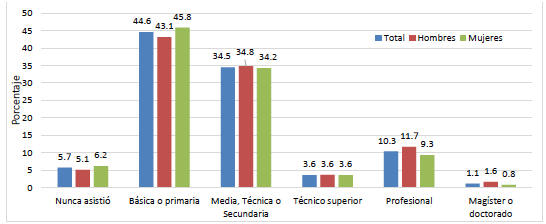 50
45
40
35
30
25
20
15
10
5
0
Porcentaje
Total Hombres Mujeres
44.6 43.1 45.8
34.5 34.8 34.2
5.7 5.1 6.2
3.6 3.6 3.6
10.3 11.7 9.3
1.1 1.6 0.8
Nunca asistió
Básica o primaria
Media, Técnica o
Secundaria
Técnico superior
Profesional
Magíster o
doctorado